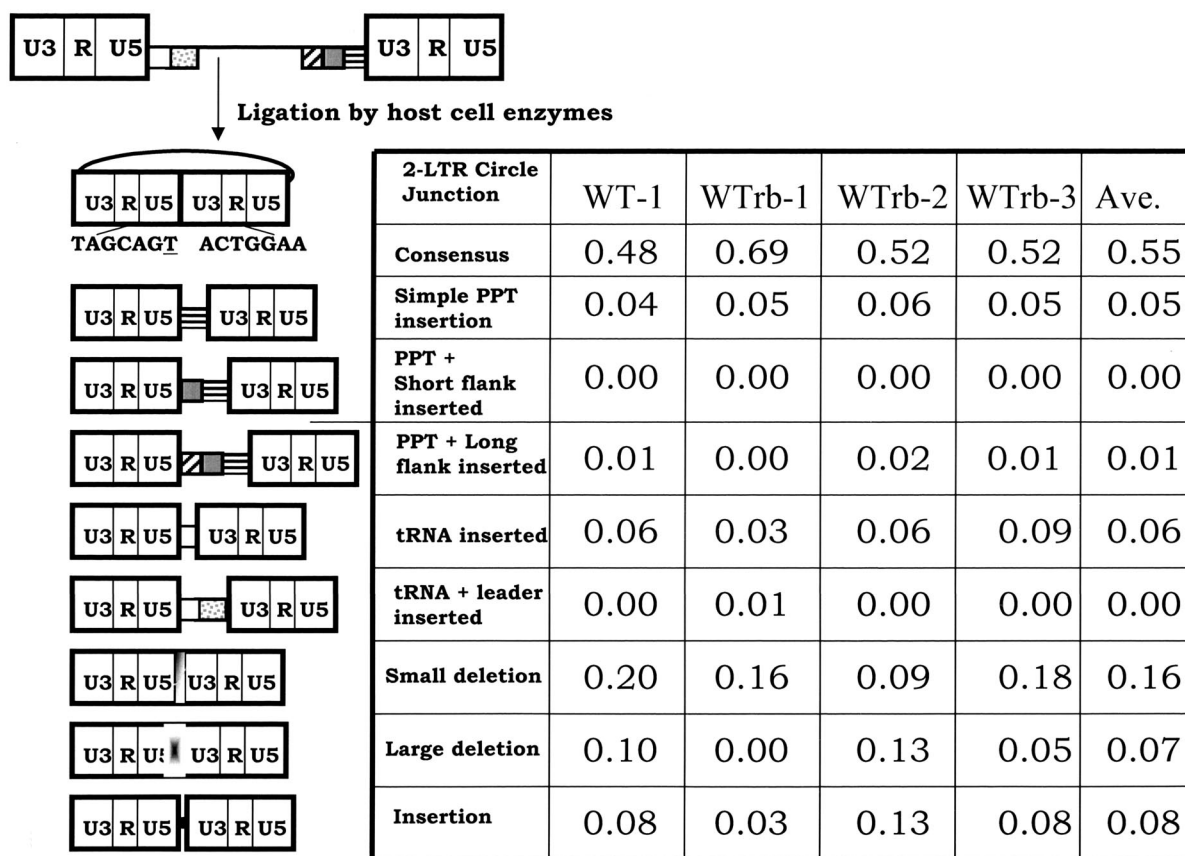 U3 R U5 U3 R U5
Ligation by host cell enzymes
U3 R U5 U3 R U5
TAGCAGT ACTGGAA
U3 R U5 U3 R U5
U3 R U5 U3 R U5
U3 R U5 U3 R U5
U3 R U5 U3 R U5
U3 R U5 U3 R U5
U3 R U5 U3 R U5
U3 R U U3 R U5
U3 R U5 U3 R U5
2-LTR Circle
Junction
WT-1 WTrb-1 WTrb-2 WTrb-3 Ave.
Consensus 0.48 0.69 0.52 0.52 0.55
Simple PPT
insertion
0.04 0.05 0.06 0.05 0.05
PPT +
Short flank
inserted
0.00 0.00 0.00 0.00 0.00
PPT + Long
flank inserted
0.01 0.00 0.02 0.01 0.01
tRNA inserted 0.06 0.03 0.06 0.09 0.06
tRNA + leader
inserted
0.00 0.01 0.00 0.00 0.00
Small deletion 0.20 0.16 0.09 0.18 0.16
Large deletion 0.10 0.00 0.13 0.05 0.07
Insertion 0.08 0.03 0.13 0.08 0.08